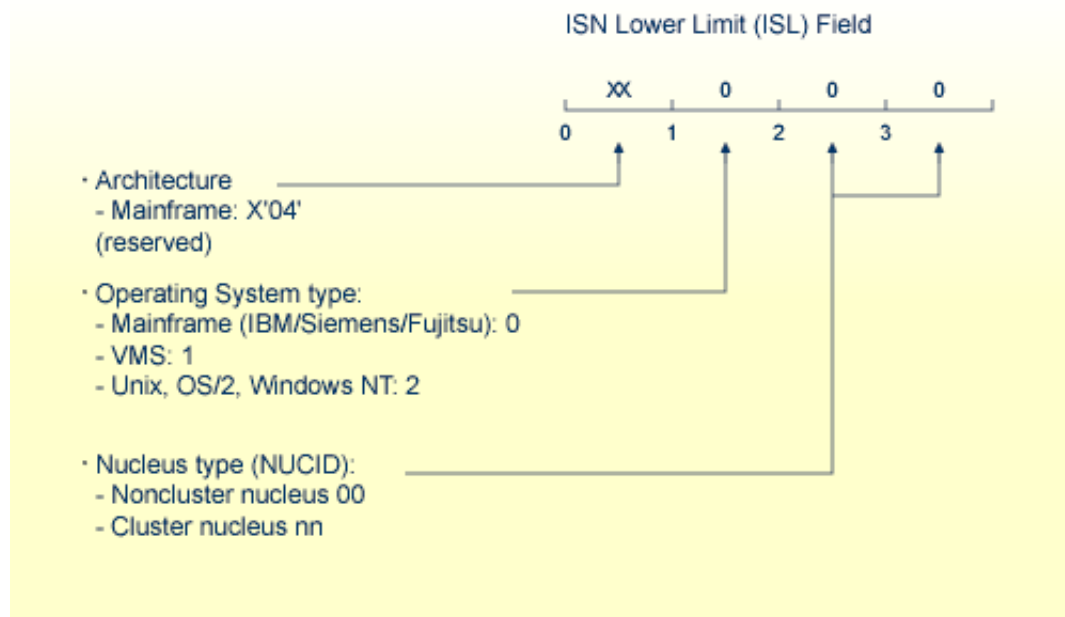 ISN Lower Limit (ISL) Field
XX 0 0 0
0 1 2 3
· Architecture
- Mainframe: X'04'
(reserved)
· Operating System type:
- Mainframe (IBM/Siemens/Fujitsu): 0
- VMS: 1
- Unix, OS/2, Windows NT: 2
· Nucleus type (NUCID):
- Noncluster nucleus 00
- Cluster nucleus nn